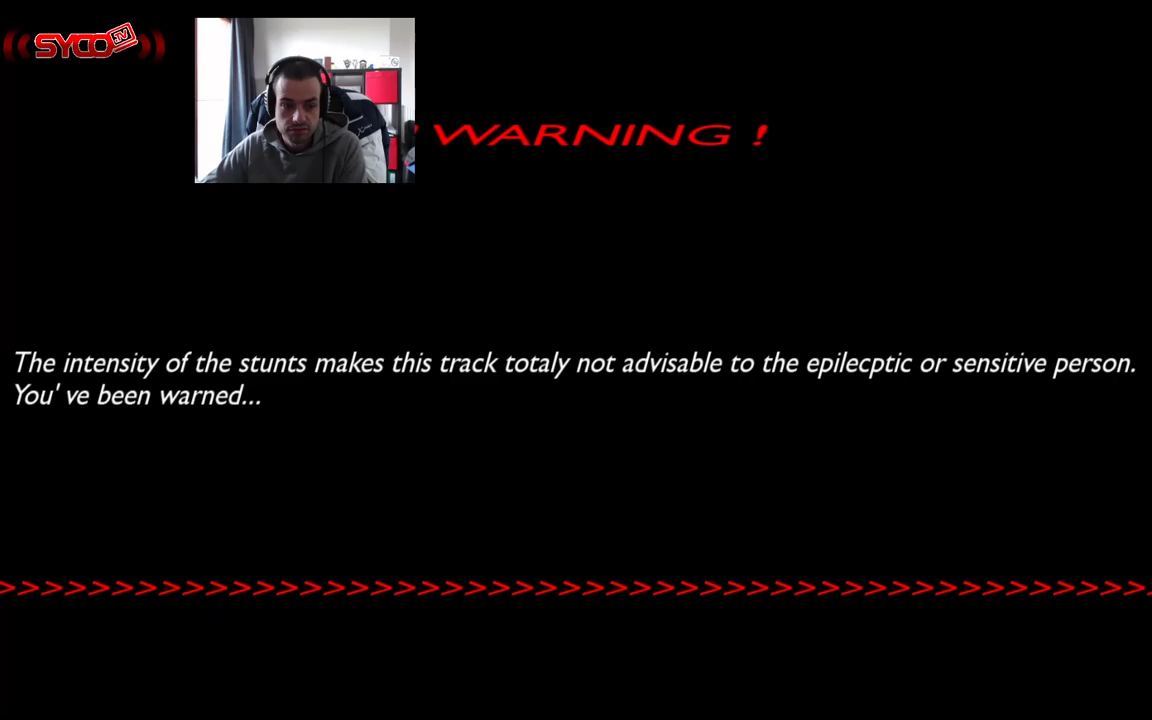 SYCO.TV
WARNING !
The intensity of the stunts makes this track totaly not advisable to the epilecptic or sensitive person.
You' ve been warned...
>>>>>>>>>>>>>>>>>>>>>>>>>>>>>>>>>>>>>>>>>>>>>>>>>